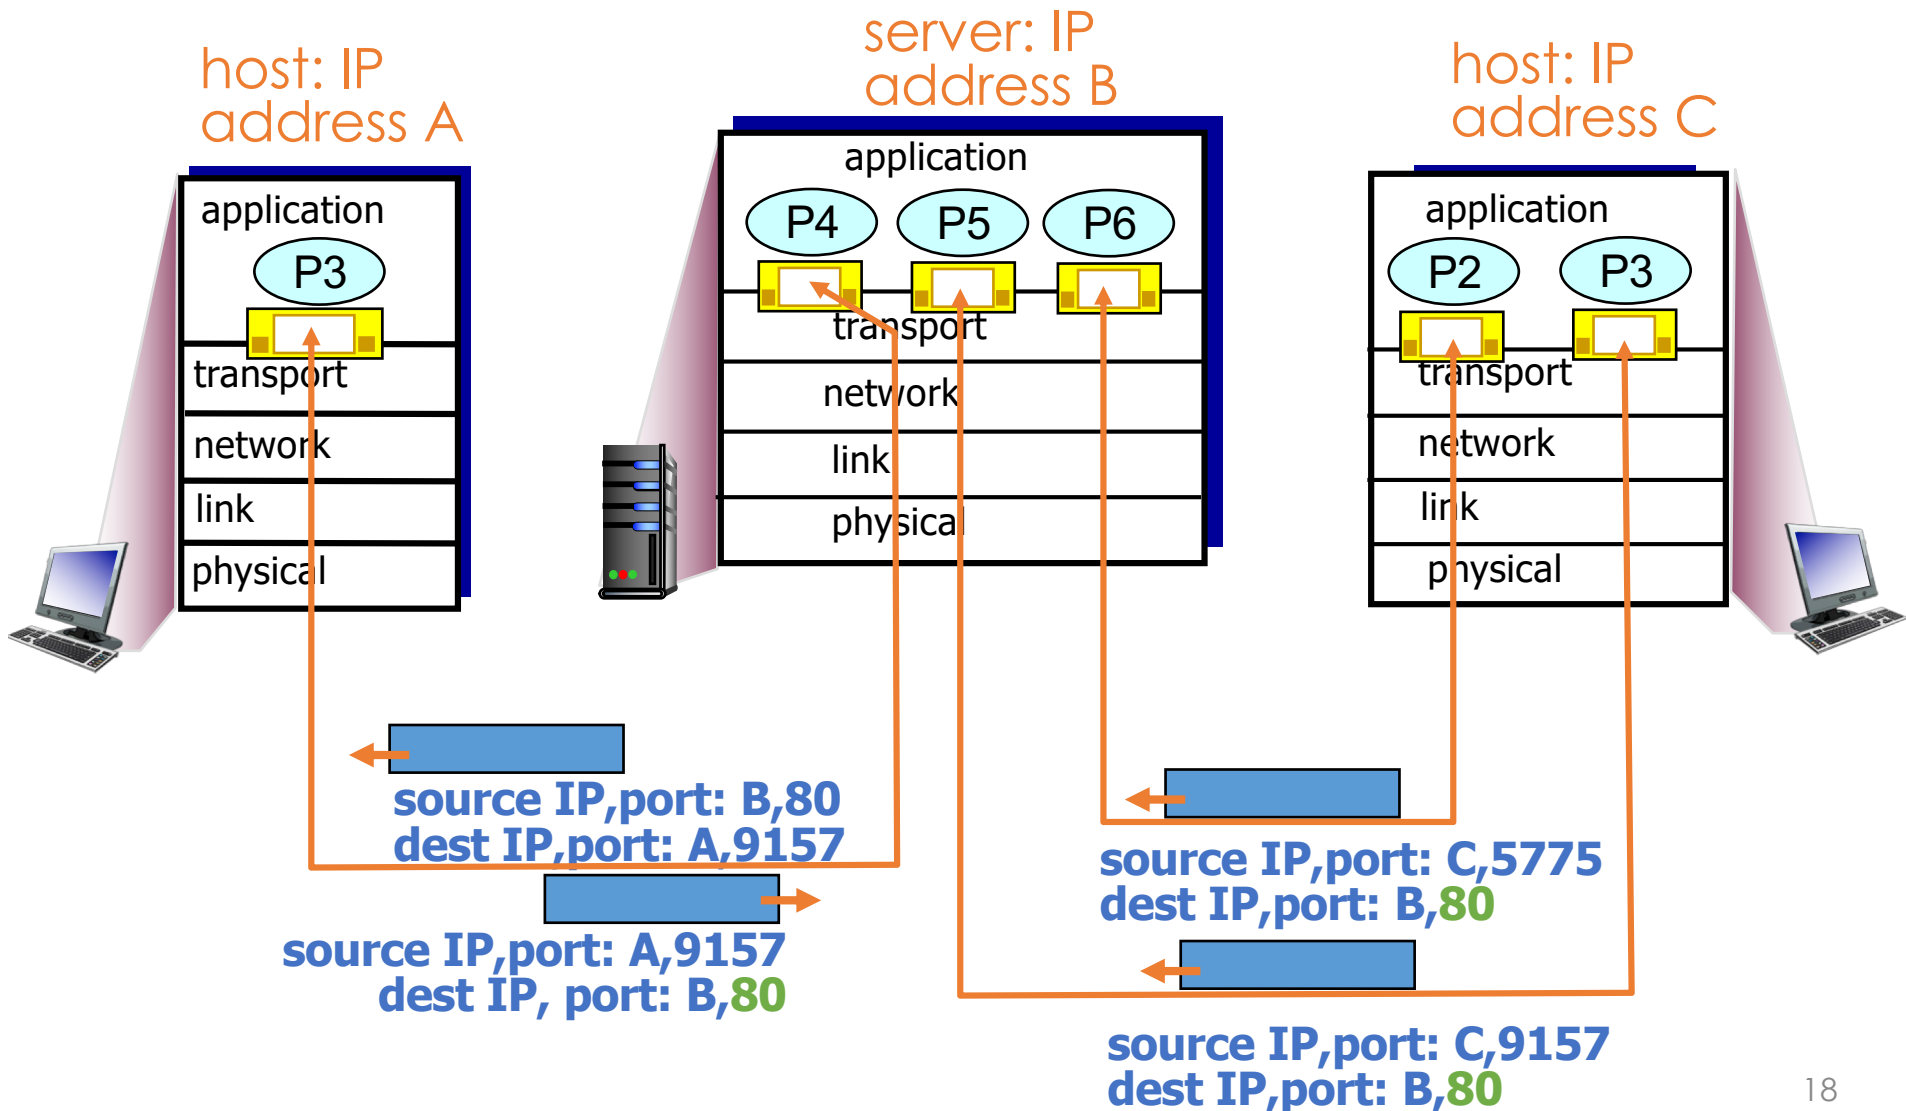 host: IP
address A
server: IP
address B
host: IP
address C
application
P3
transport
network
link
physical
application
P4
P5
P6
transport
network
link
physical
application
P2
P3
transport
network
link
physical
source IP,port: B,80
dest IP,port: A,9157
source IP,port: A,9157
dest IP, port: B,80
source IP,port: C,5775
dest IP,port: B,80
source IP,port: C,9157
dest IP,port: B,80
18